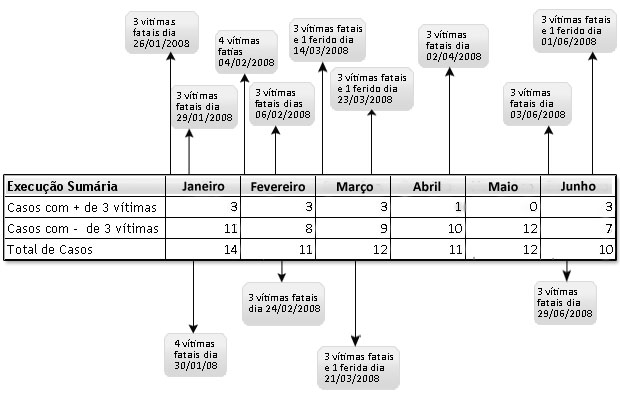 3 vítimas
fatais dia
26/01/2008
4 vítimas
fatias
04/02/2008
3 vítimas fatais
e 1 ferido dia
14/03/2008
3 vítimas
fatais dia
02/04/2008
3 vítimas fatais
e 1 ferido dia
01/06/2008
3 vítimas
fatais dia
29/01/2008
3 vítimas
fatais dias
06/02/2008
3 vítimas fatais
e 1 ferido dia
23/03/2008
3 vítimas
fatais dia
03/06/2008
Execução Sumária Janeiro Fevereiro Março Abril Maio Junho
Casos com + de 3 vítimas 3 3 3 1 0 3
Casos com - de 3 vítimas 11 8 9 10 12 7
Total de Casos 14 11 12 11 12 10
4 vítimas
fatais dia
30/01/08
3 vítimas fatais
dia 24/02/2008
3 vítimas fatais
e 1 ferida dia
21/03/2008
3 vítimas
fatais dia
29/06/2008